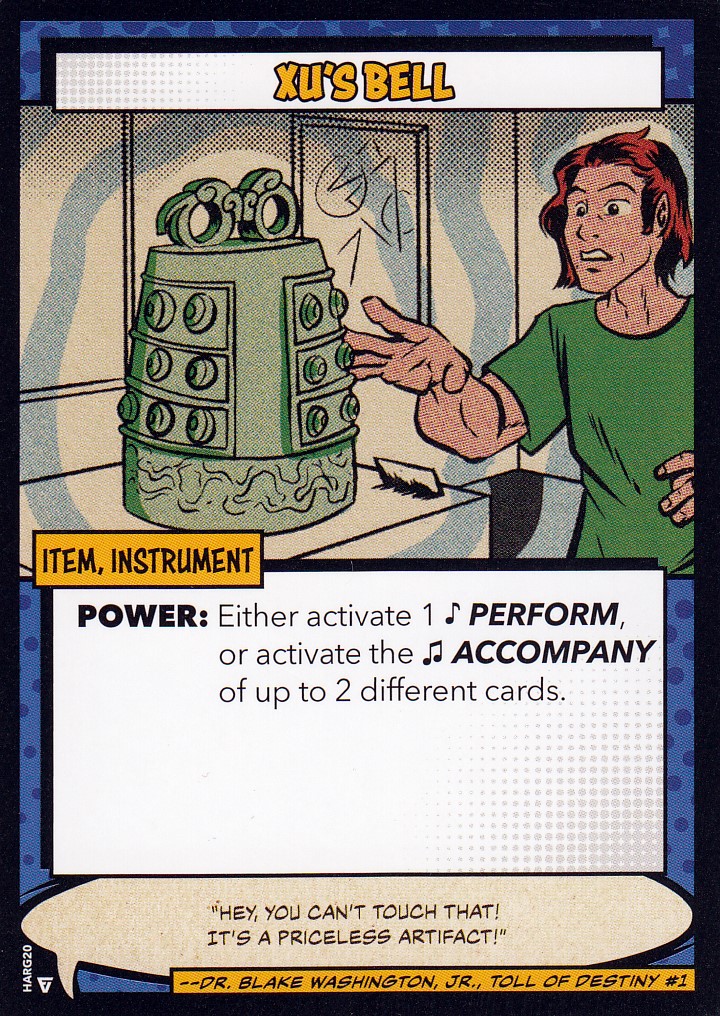 XU'S BELL
ITEM, INSTRUMENT
POWER: Either activate 1 ♪ PERFORM,
or activate the ♫ ACCOMPANY
of up to 2 different cards.
"HEY, YOU CAN'T TOUCH THAT!
IT'S A PRICELESS ARTIFACT!"
--DR. BLAKE WASHINGTON, JR., TOLL OF DESTINY #1
HARG20